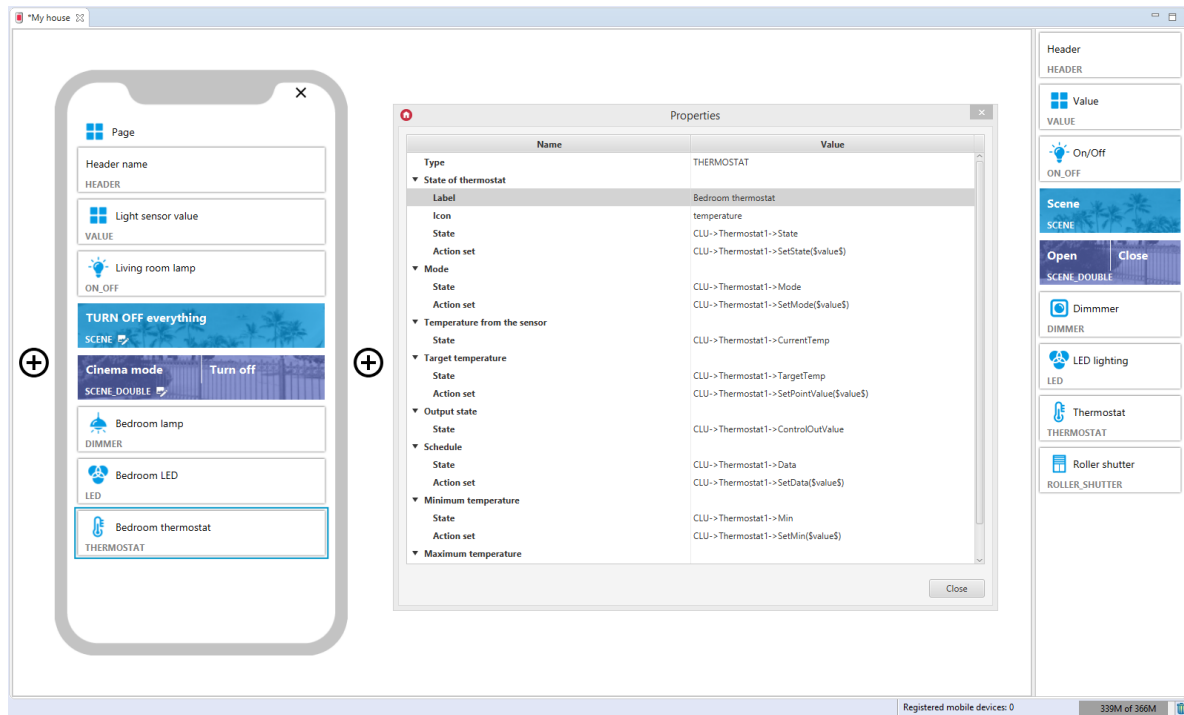 *My house
Page
Header name
HEADER
Light sensor value
VALUE
Living room lamp
ON_OFF
TURN OFF everything
SCENE
Cinema mode Turn off
SCENE_DOUBLE
Bedroom lamp
DIMMER
Bedroom LED
LED
Bedroom thermostat
THERMOSTAT
Properties
Name Value
Type THERMOSTAT
State of thermostat
Label Bedroom thermostat
Icon temperature
State CLU->Thermostat1->State
Action set CLU->Thermostat1->SetState($value$)
Mode
State CLU->Thermostat1->Mode
Action set CLU->Thermostat1->SetMode($value$)
Temperature from the sensor
State CLU->Thermostat1->CurrentTemp
Target temperature
State CLU->Thermostat1->TargetTemp
Action set CLU->Thermostat1->SetPointValue($value$)
Output state
State CLU->Thermostat1->ControlOutValue
Schedule
State CLU->Thermostat1->Data
Action set CLU->Thermostat1->SetData($value$)
Minimum temperature
State CLU->Thermostat1->Min
Action set CLU->Thermostat1->SetMin($value$)
Maximum temperature
Close
Header
HEADER
Value
VALUE
On/Off
ON_OFF
Scene
SCENE
Open Close
SCENE_DOUBLE
Dimmmer
DIMMER
LED lighting
LED
Thermostat
THERMOSTAT
Roller shutter
ROLLER_SHUTTER
Registered mobile devices: 0 339M of 366M